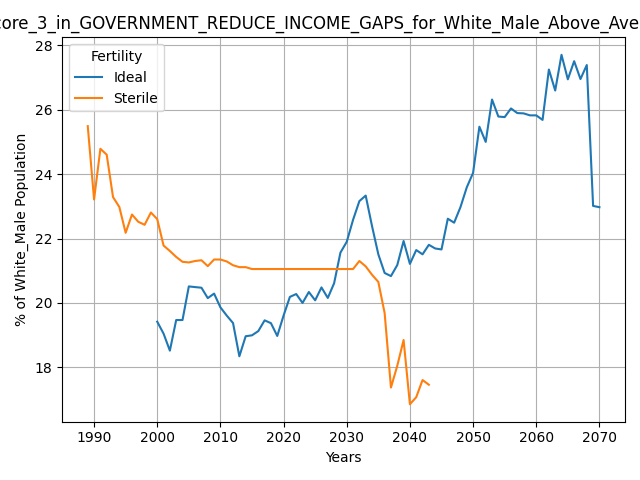 core_3_in_GOVERNMENT_REDUCE_INCOME_GAPS_for_White_Male_Above_Ave
Fertility
Ideal
Sterile
% of White_Male Population
28
26
24
22
20
18
1990 2000 2010 2020 2030 2040 2050 2060 2070
Years